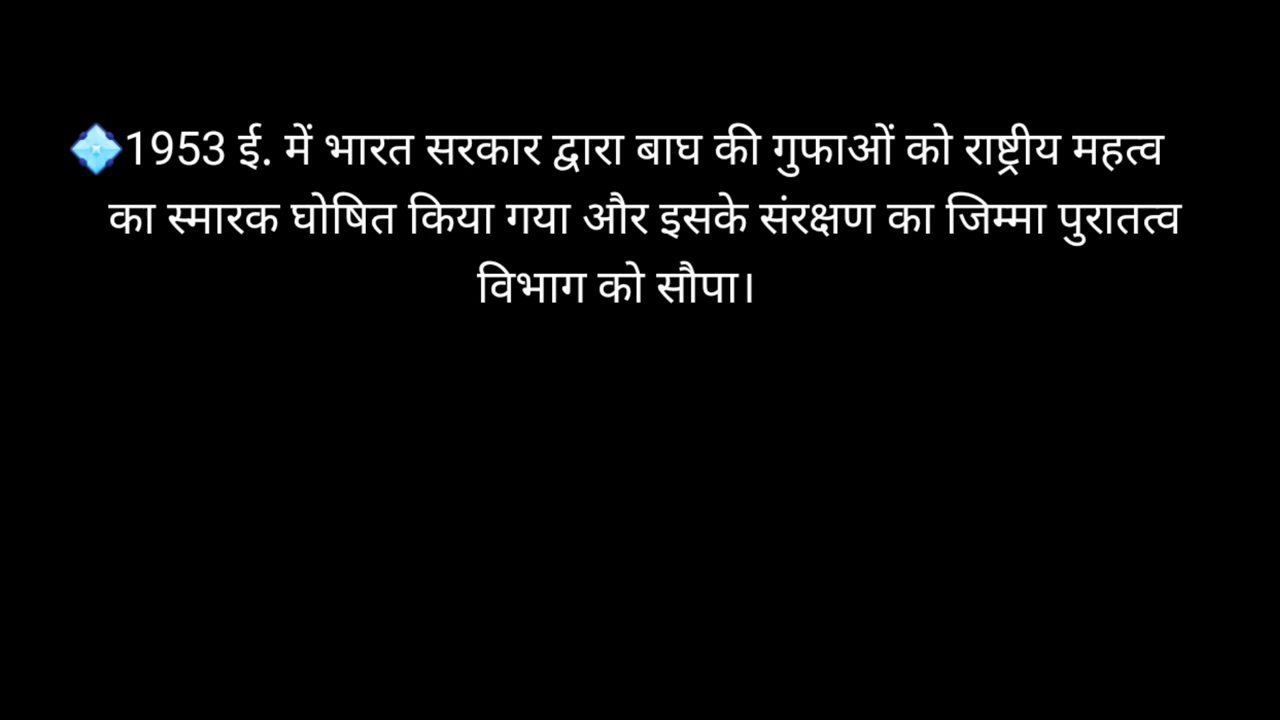 💠1953 ई. में भारत सरकार द्वारा बाघ की गुफाओं को राष्ट्रीय महत्व
का स्मारक घोषित किया गया और इसके संरक्षण का जिम्मा पुरातत्व
विभाग को सौपा।